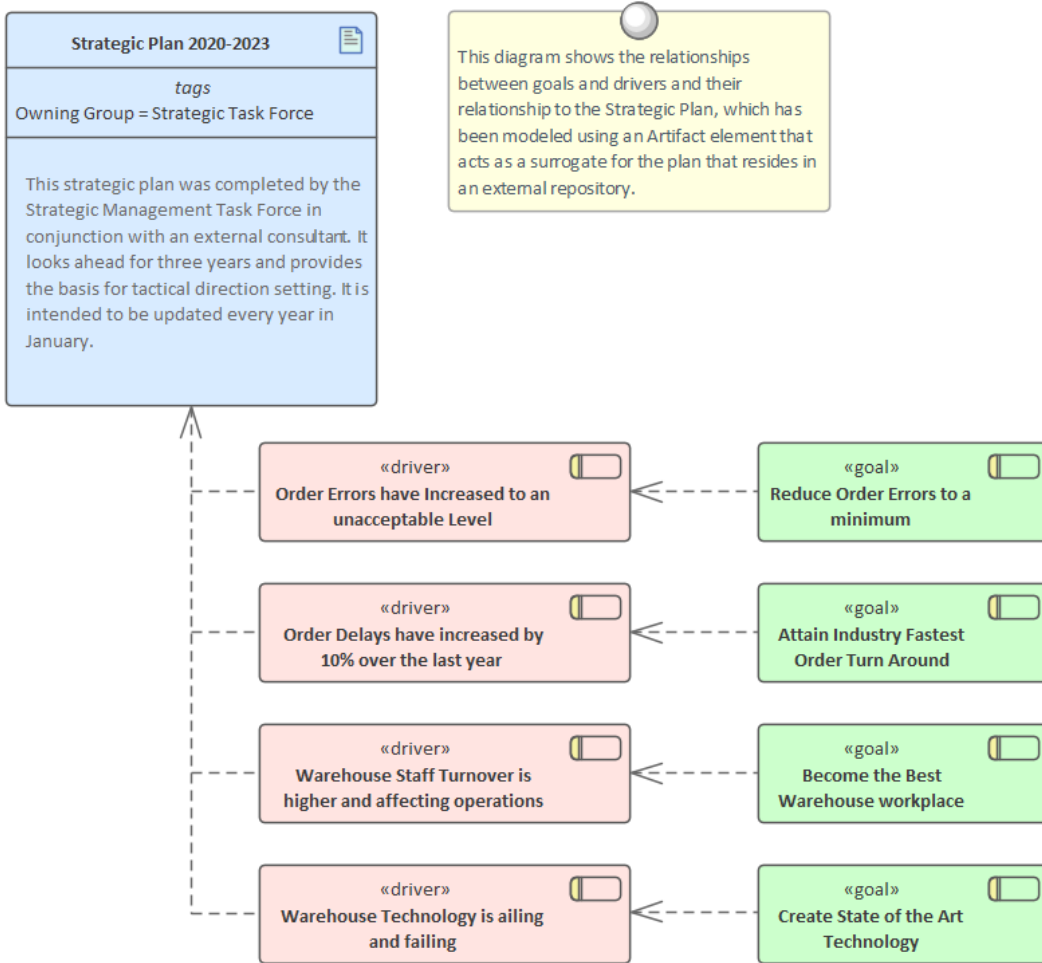 Strategic Plan 2020-2023
tags
Owning Group = Strategic Task Force
This strategic plan was completed by the
Strategic Management Task Force in
conjunction with an external consultant. It
looks ahead for three years and provides
the basis for tactical direction setting. It is
intended to be updated every year in
January.
This diagram shows the relationships
between goals and drivers and their
relationship to the Strategic Plan, which has
been modeled using an Artifact element that
acts as a surrogate for the plan that resides in
an external repository.
«driver»
Order Errors have Increased to an
unacceptable Level
«goal»
Reduce Order Errors to a
minimum
«driver»
Order Delays have increased by
10% over the last year
«goal»
Attain Industry Fastest
Order Turn Around
«driver»
Warehouse Staff Turnover is
higher and affecting operations
«goal»
Become the Best
Warehouse workplace
«driver»
Warehouse Technology is ailing
and failing
«goal»
Create State of the Art
Technology